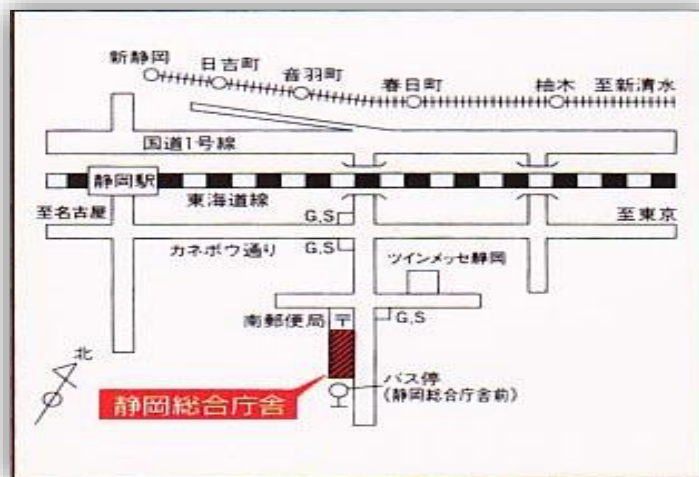 新静岡
日吉町
音羽町
春日町
柚木
至新清水
国道1号線
静岡駅
東海道線
至名古屋
G,S
至東京
カネボウ通り
G,S
ツインメッセ静岡
南郵便局 〒
G,S
北
バス停
(静岡総合庁舎前)
静岡総合庁舎